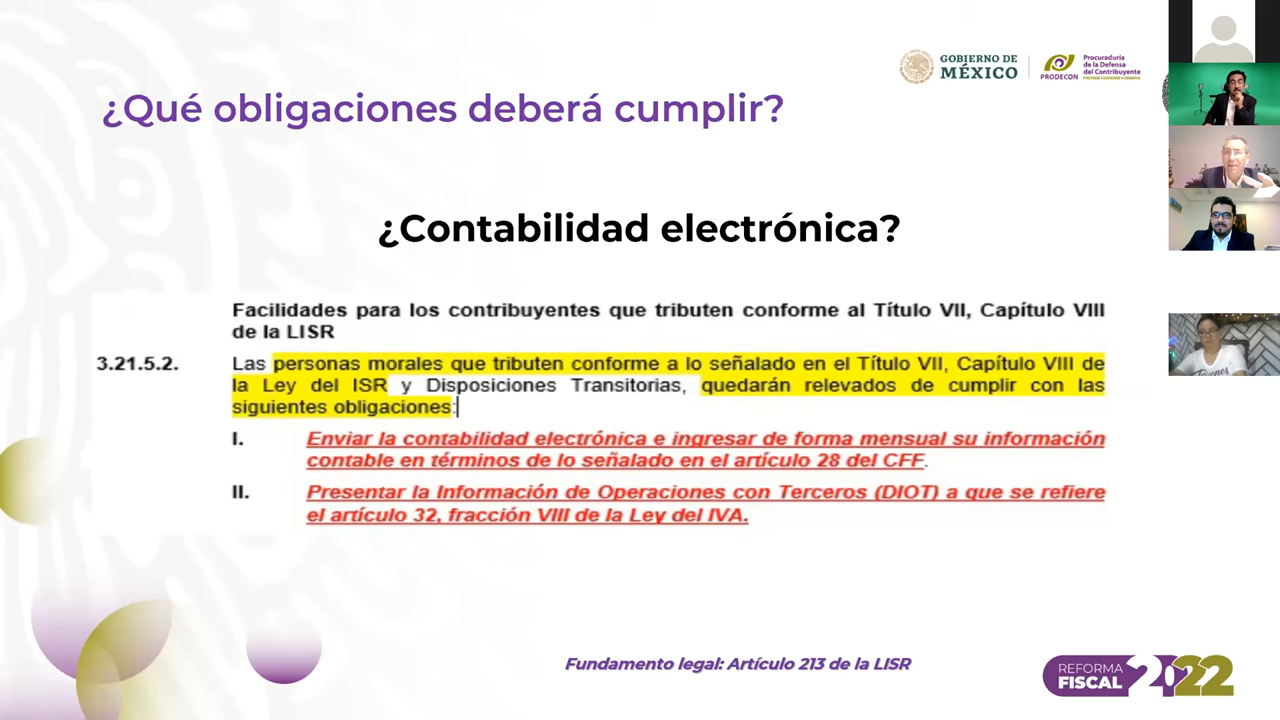 GOBIERNO DE
MÉXICO
PRODECON
Procuraduría
de la Defensa
del Contribuyente
¿Qué obligaciones deberá cumplir?
¿Contabilidad electrónica?
Facilidades para los contribuyentes que tributen conforme al Título VII, Capítulo VIII
de la LISR
3.21.5.2. Las personas morales que tributen conforme a lo señalado en el Título VII, Capítulo VIII de
la Ley del ISR y Disposiciones Transitorias, quedarán relevados de cumplir con las
siguientes obligaciones:
I. Enviar la contabilidad electrónica e ingresar de forma mensual su información
contable en términos de lo señalado en el artículo 28 del CFF.
II. Presentar la Información de Operaciones con Terceros (DIOT) a que se refiere
el artículo 32, fracción VIII de la Ley del IVA.
Fundamento legal: Artículo 213 de la LISR
REFORMA
FISCAL 2022